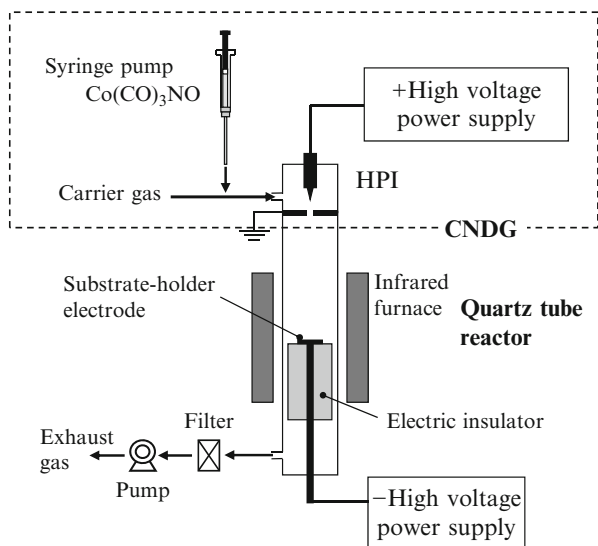 Syringe pump
Co(CO)₃NO
+High voltage
power supply
HPI
Carrier gas
CNDG
Substrate-holder
electrode
Infrared
furnace
Quartz tube
reactor
Electric insulator
Filter
Exhaust
gas
Pump
−High voltage
power supply